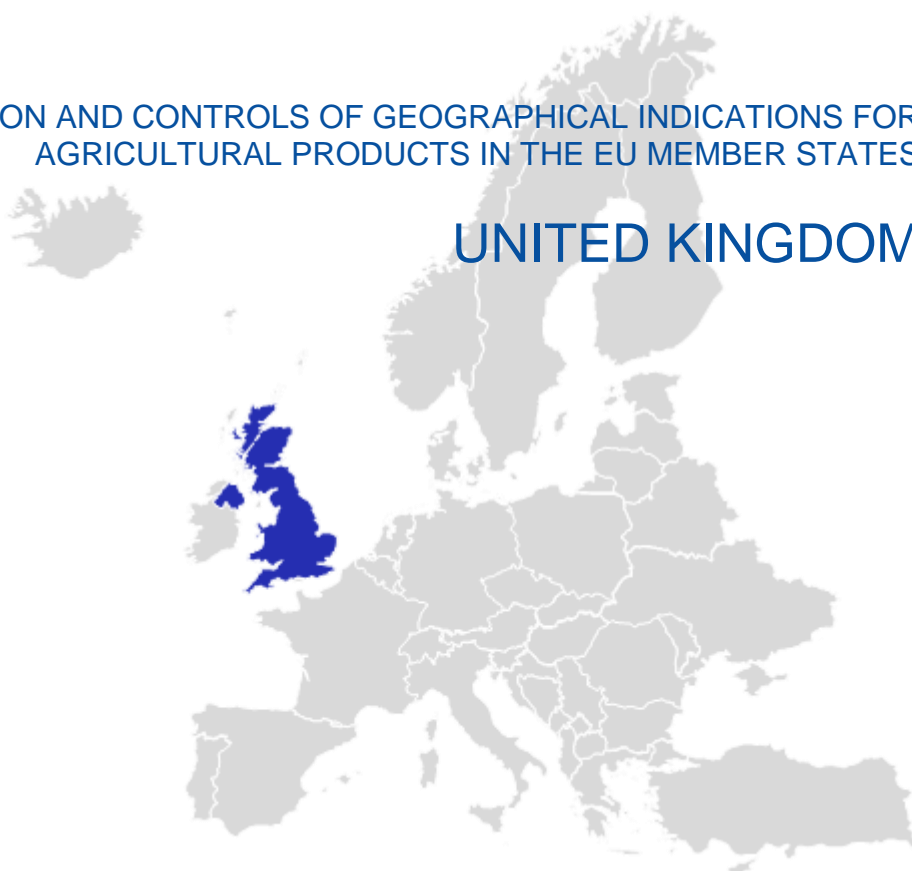 ON AND CONTROLS OF GEOGRAPHICAL INDICATIONS FOR
AGRICULTURAL PRODUCTS IN THE EU MEMBER STATES
UNITED KINGDOM